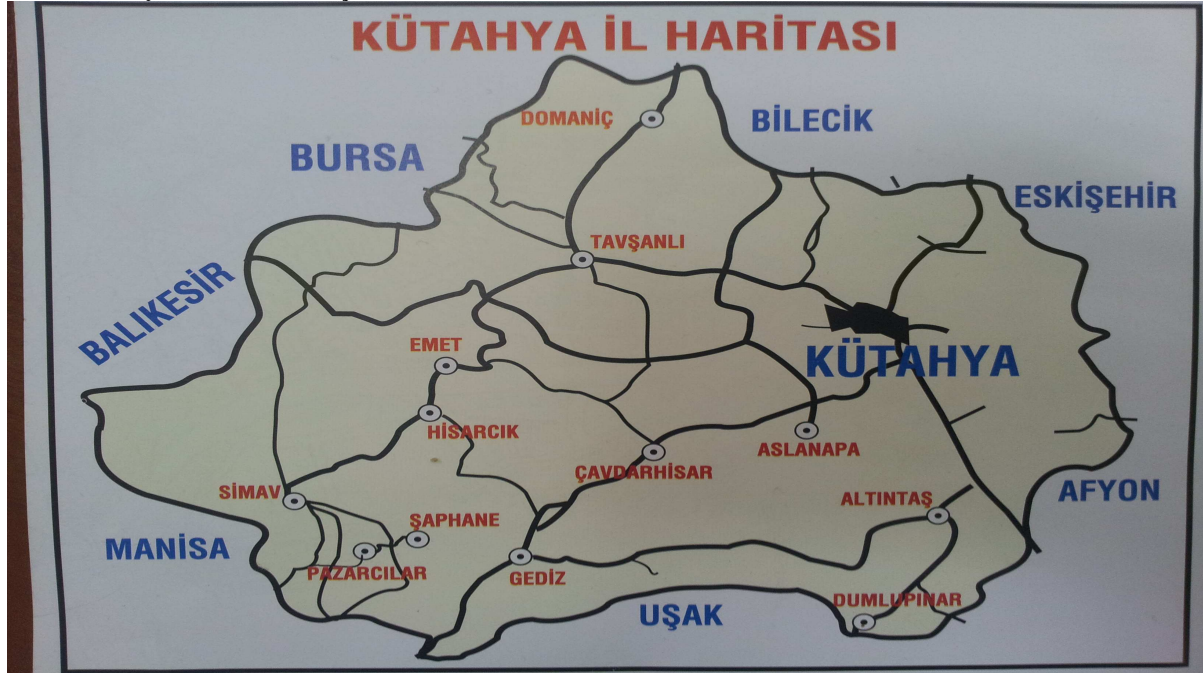 KÜTAHYA İL HARİTASI
DOMANİÇ
BİLECİK
BURSA
ESKİŞEHİR
TAVŞANLI
BALIKESİR
EMET
KÜTAHYA
HİSARCIK
ASLANAPA
ÇAVDARHİSAR
SİMAV
ALTINTAŞ
AFYON
ŞAPHANE
MANİSA
PAZARCILAR
GEDİZ
DUMLUPINAR
UŞAK